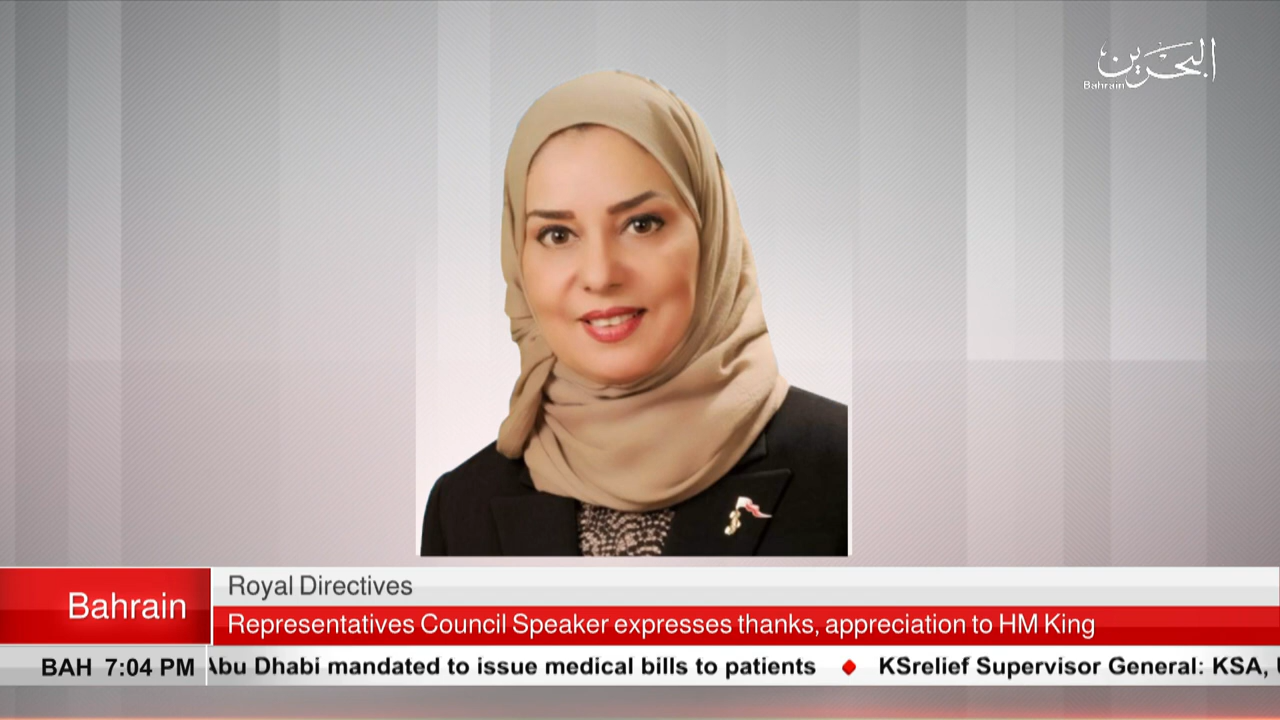 البحرين
Bahrain
Royal Directives
Bahrain
Representatives Council Speaker expresses thanks, appreciation to HM King
BAH 7:04 PM
Abu Dhabi mandated to issue medical bills to patients
KSrelief Supervisor General: KSA,